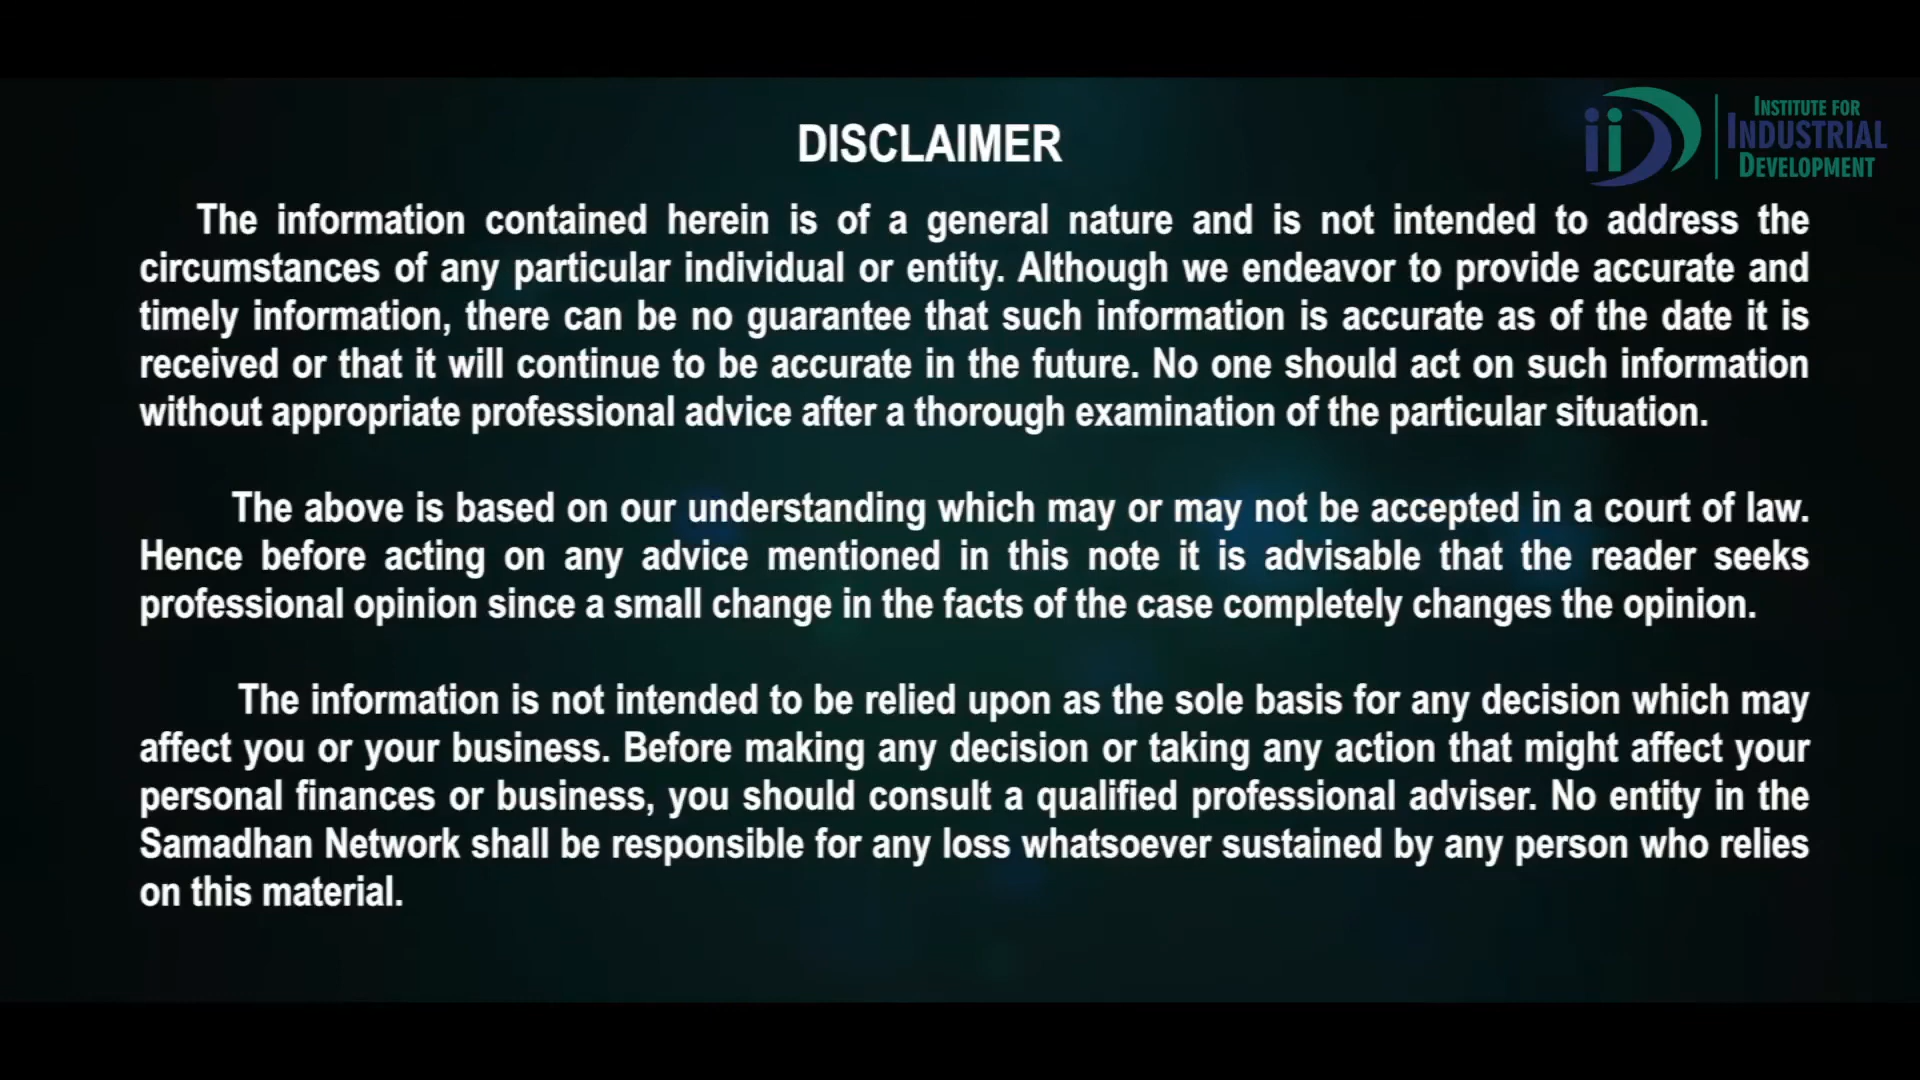 DISCLAIMER
iiD
INSTITUTE FOR
INDUSTRIAL
DEVELOPMENT
The information contained herein is of a general nature and is not intended to address the
circumstances of any particular individual or entity. Although we endeavor to provide accurate and
timely information, there can be no guarantee that such information is accurate as of the date it is
received or that it will continue to be accurate in the future. No one should act on such information
without appropriate professional advice after a thorough examination of the particular situation.
The above is based on our understanding which may or may not be accepted in a court of law.
Hence before acting on any advice mentioned in this note it is advisable that the reader seeks
professional opinion since a small change in the facts of the case completely changes the opinion.
The information is not intended to be relied upon as the sole basis for any decision which may
affect you or your business. Before making any decision or taking any action that might affect your
personal finances or business, you should consult a qualified professional adviser. No entity in the
Samadhan Network shall be responsible for any loss whatsoever sustained by any person who relies
on this material.